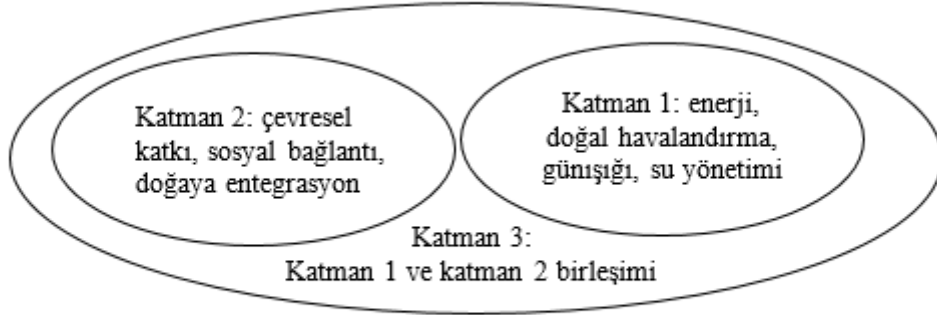 Katman 2: çevresel
katkı, sosyal bağlantı,
doğaya entegrasyon
Katman 1: enerji,
doğal havalandırma,
günışığı, su yönetimi
Katman 3:
Katman 1 ve katman 2 birleşimi